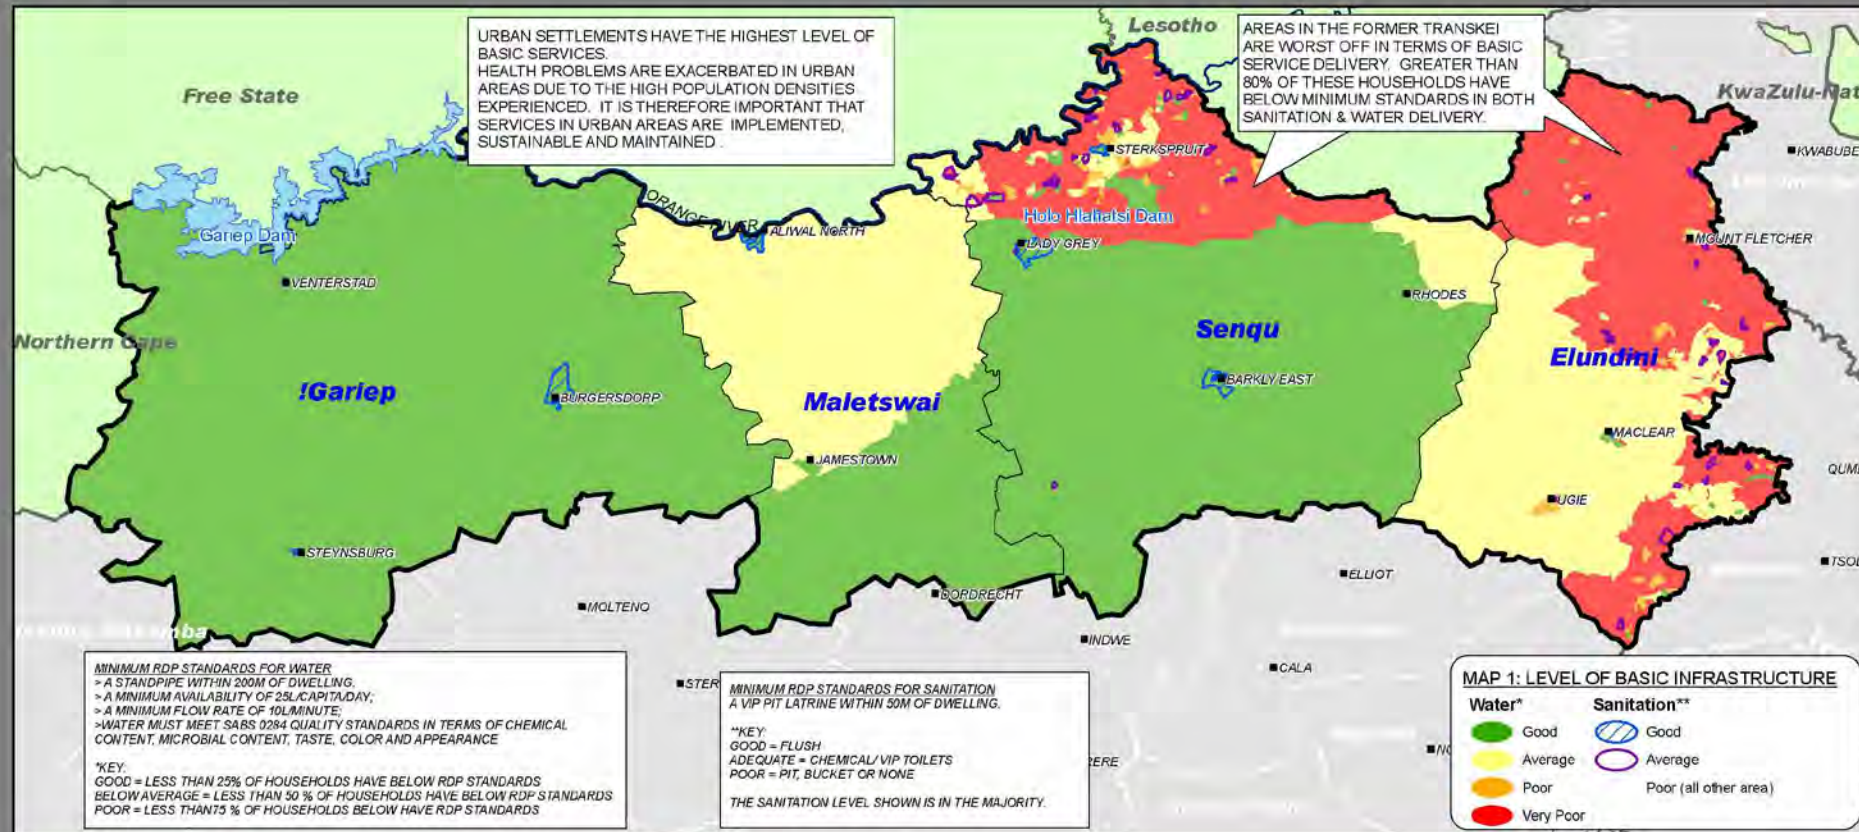 Lesotho
Free State
KwaZulu-Nat
URBAN SETTLEMENTS HAVE THE HIGHEST LEVEL OF
BASIC SERVICES.
HEALTH PROBLEMS ARE EXACERBATED IN URBAN
AREAS DUE TO THE HIGH POPULATION DENSITIES
EXPERIENCED. IT IS THEREFORE IMPORTANT THAT
SERVICES IN URBAN AREAS ARE IMPLEMENTED,
SUSTAINABLE AND MAINTAINED.
AREAS IN THE FORMER TRANSKEI
ARE WORST OFF IN TERMS OF BASIC
SERVICE DELIVERY. GREATER THAN
80% OF THESE HOUSEHOLDS HAVE
BELOW MINIMUM STANDARDS IN BOTH
SANITATION & WATER DELIVERY.
STERKSPRUIT
KWABUBE
ORANGE RIVER
Gariep Dam
ALIWAL NORTH
Holo Hlahatsi Dam
LADY GREY
MOUNT FLETCHER
VENTERSTAD
RHODES
Northern Cape
Senqu
Elundini
!Gariep
BURGERSDORP
Maletswai
BARKLY EAST
MACLEAR
JAMESTOWN
QUM
UGIE
STEYNSBURG
ELLIOT
TSOL
MOLTENO
DORDRECHT
INDWE
CALA
STER
MINIMUM RDP STANDARDS FOR WATER
> A STANDPIPE WITHIN 200M OF DWELLING,
> A MINIMUM AVAILABILITY OF 25L/CAPITA/DAY;
> A MINIMUM FLOW RATE OF 10L/MINUTE;
>WATER MUST MEET SABS 0284 QUALITY STANDARDS IN TERMS OF CHEMICAL
CONTENT, MICROBIAL CONTENT, TASTE, COLOR AND APPEARANCE
*KEY:
GOOD = LESS THAN 25% OF HOUSEHOLDS HAVE BELOW RDP STANDARDS
BELOW AVERAGE = LESS THAN 50 % OF HOUSEHOLDS HAVE BELOW RDP STANDARDS
POOR = LESS THAN75 % OF HOUSEHOLDS BELOW HAVE RDP STANDARDS
MINIMUM RDP STANDARDS FOR SANITATION
A VIP PIT LATRINE WITHIN 50M OF DWELLING.
**KEY:
GOOD = FLUSH
ADEQUATE = CHEMICAL/ VIP TOILETS
POOR = PIT, BUCKET OR NONE
THE SANITATION LEVEL SHOWN IS IN THE MAJORITY.
ERE
NO
MAP 1: LEVEL OF BASIC INFRASTRUCTURE
Water* Sanitation**
Good Good
Average Average
Poor Poor (all other area)
Very Poor